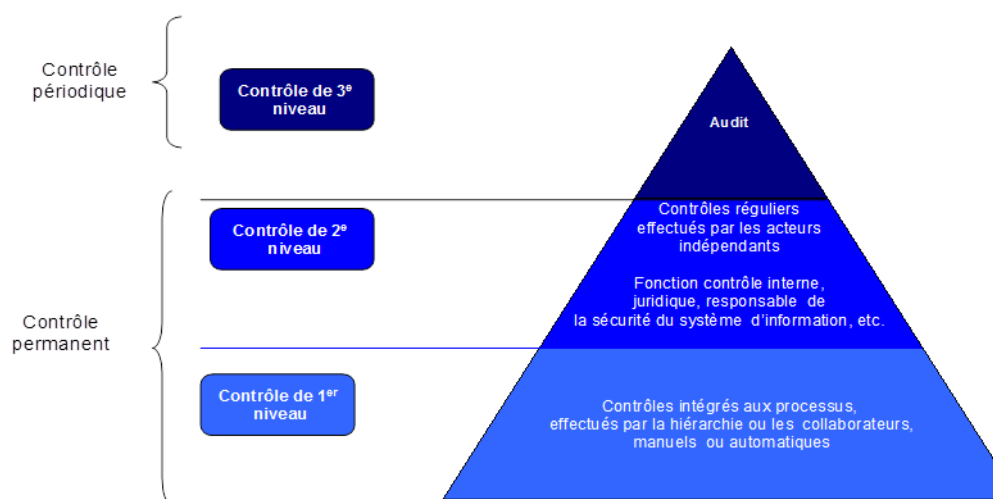 Contrôle
périodique
Contrôle de 3e
niveau
Audit
Contrôle de 2e
niveau
Contrôles réguliers
effectués par les acteurs
indépendants
Fonction contrôle interne,
juridique, responsable de
la sécurité du système d'information, etc.
Contrôle
permanent
Contrôle de 1er
niveau
Contrôles intégrés aux processus,
effectués par la hiérarchie ou les collaborateurs,
manuels ou automatiques